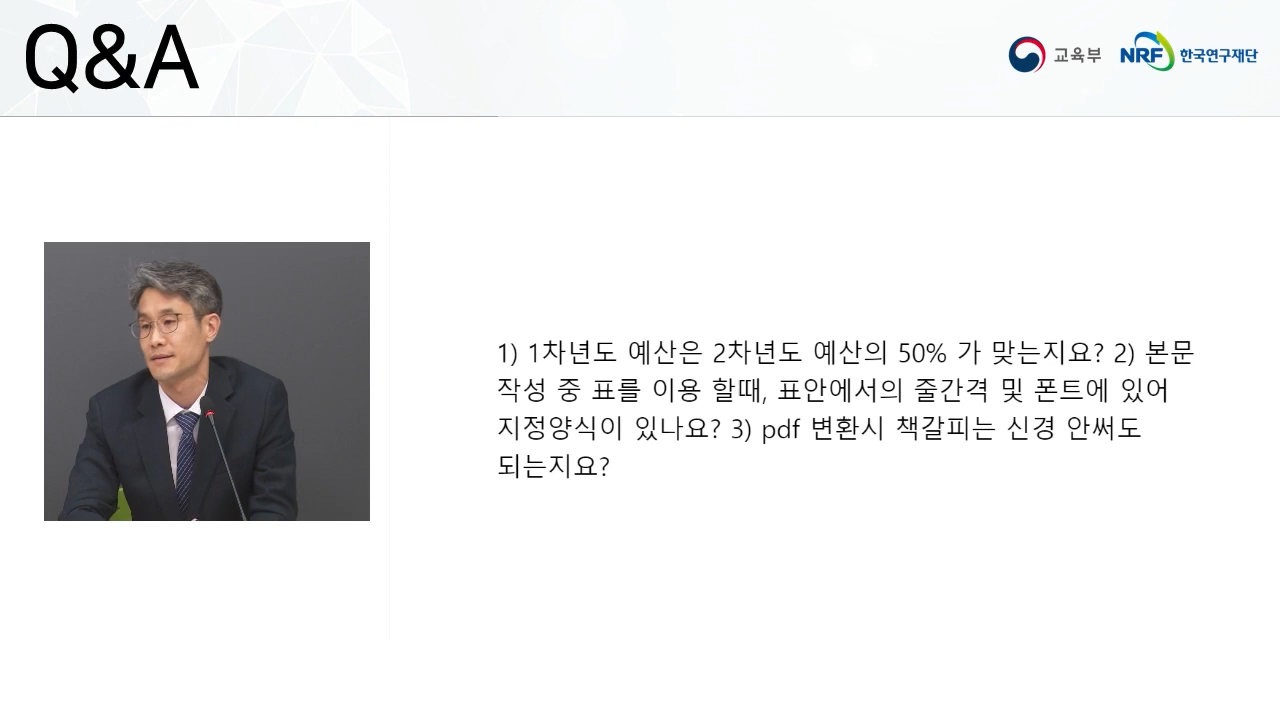 Q&A
교육부 NRF 한국연구재단
1) 1차년도 예산은 2차년도 예산의 50% 가 맞는지요? 2) 본문
작성 중 표를 이용 할때, 표안에서의 줄간격 및 폰트에 있어
지정양식이 있나요? 3) pdf 변환시 책갈피는 신경 안써도
되는지요?